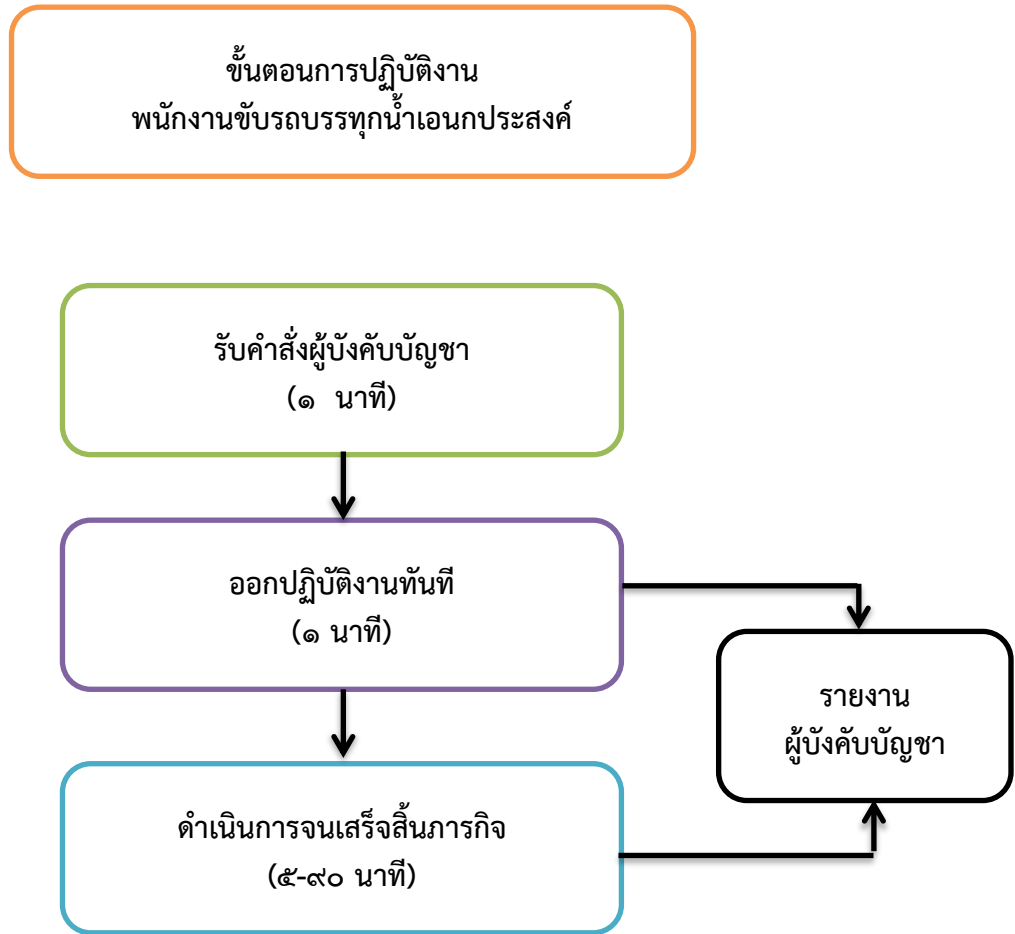 ขั้นตอนการปฏิบัติงาน
พนักงานขับรถบรรทุกน้ำเอนกประสงค์
รับคำสั่งผู้บังคับบัญชา
(๑ นาที)
ออกปฏิบัติงานทันที
(๑ นาที)
รายงาน
ผู้บังคับบัญชา
ดำเนินการจนเสร็จสิ้นภารกิจ
(๕-๙๐ นาที)